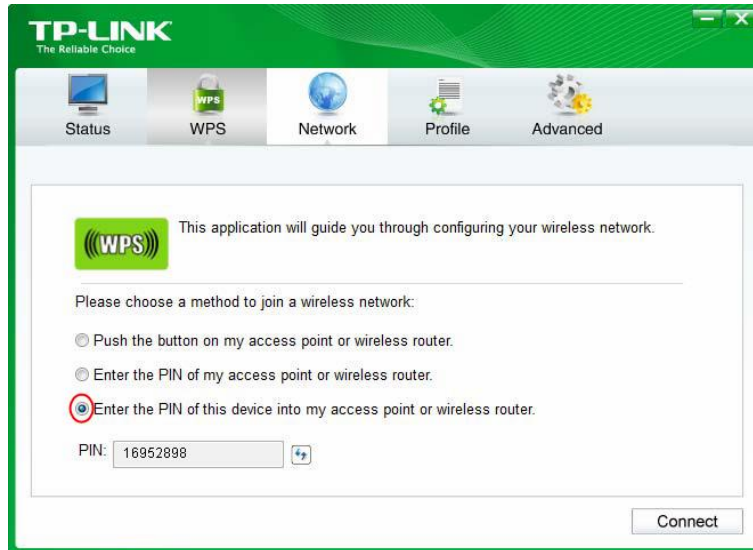 TP-LINK
The Reliable Choice
WPS
Status WPS Network Profile Advanced
(((WPS)))
This application will guide you through configuring your wireless network.
Please choose a method to join a wireless network:
Push the button on my access point or wireless router.
Enter the PIN of my access point or wireless router.
Enter the PIN of this device into my access point or wireless router.
PIN: 16952898
Connect